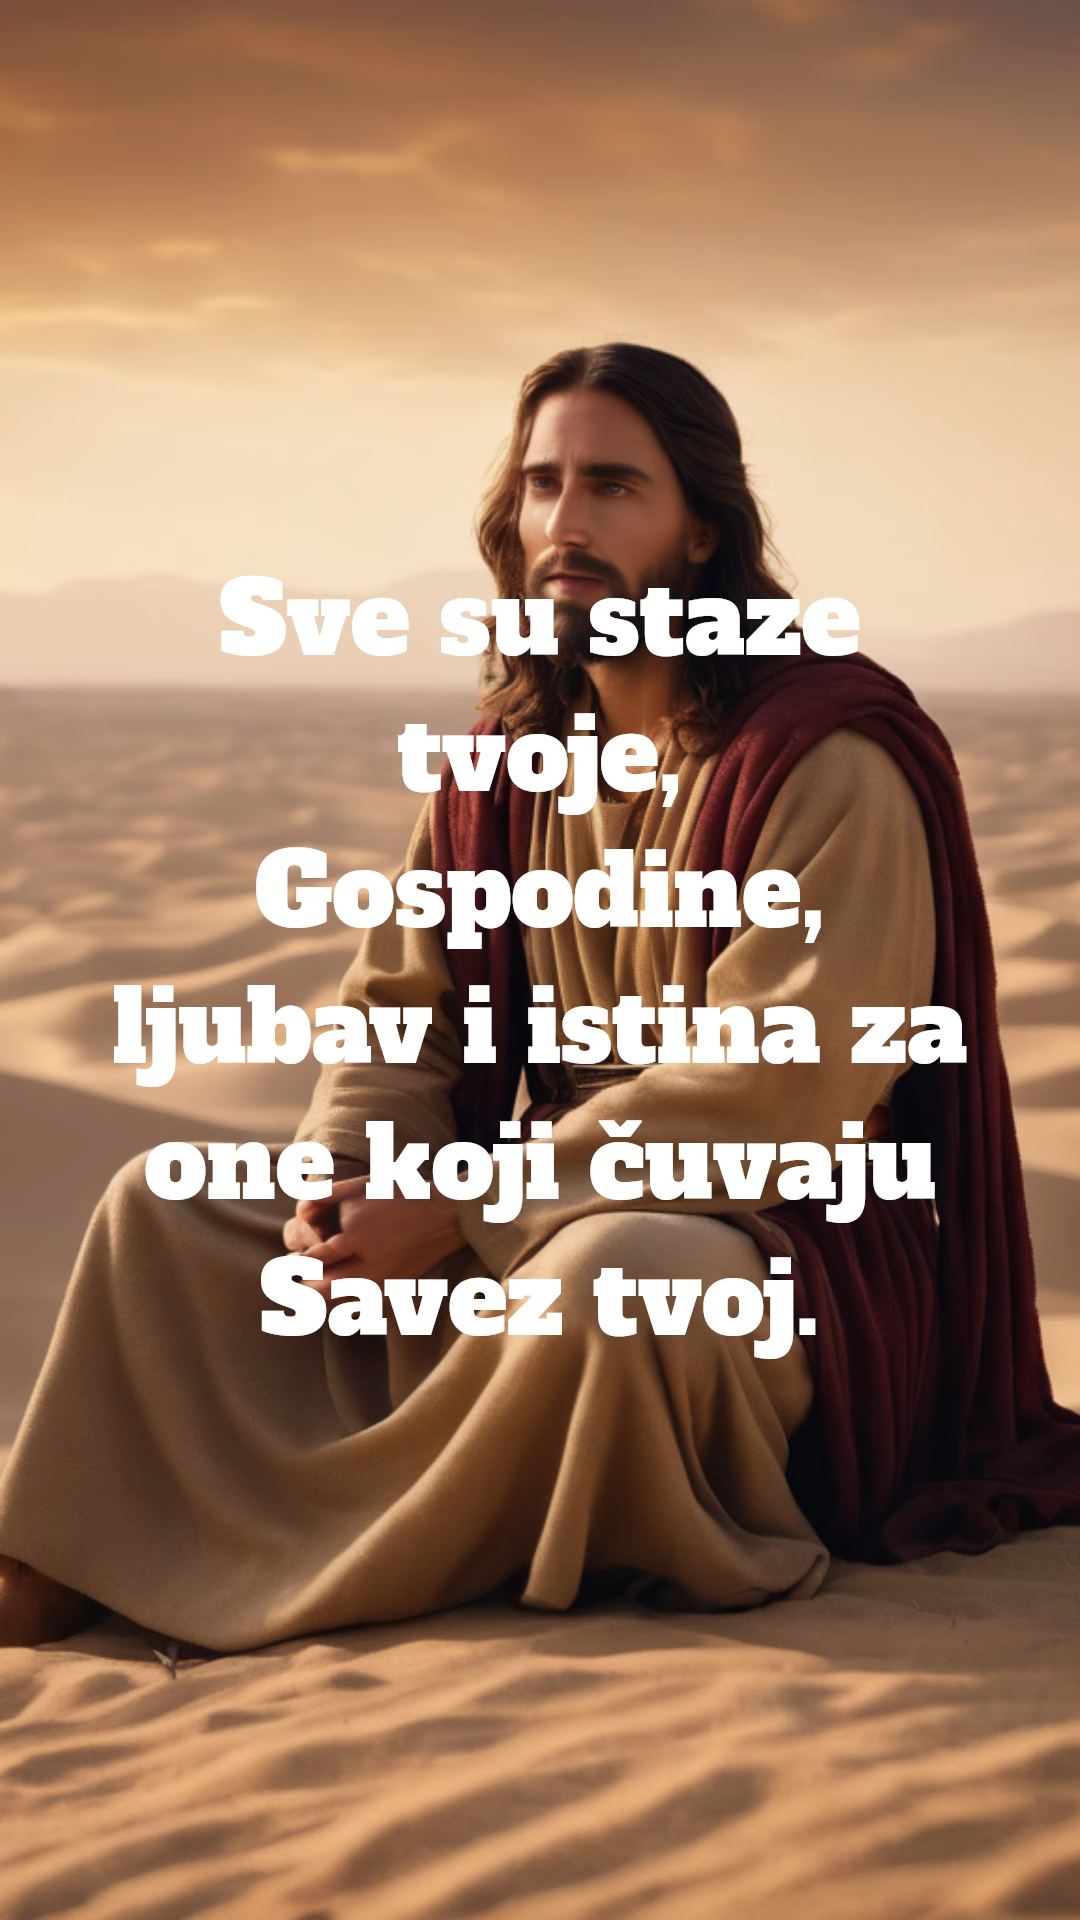 Sve su staze
tvoje,
Gospodine,
ljubav i istina za
one koji čuvaju
Savez tvoj.